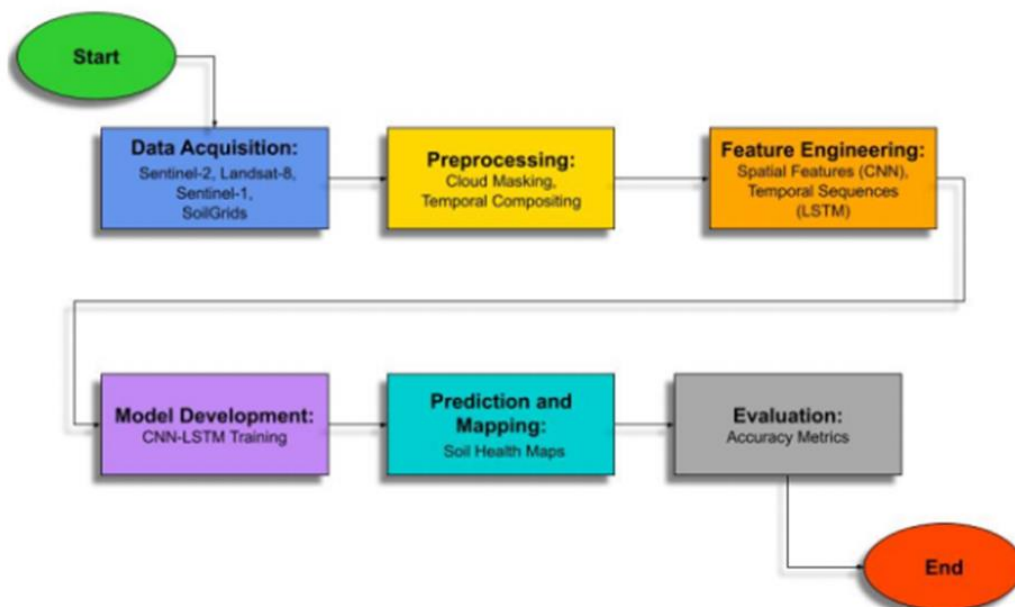 Start
Data Acquisition:
Sentinel-2, Landsat-8,
Sentinel-1,
SoilGrids
Preprocessing:
Cloud Masking,
Temporal Compositing
Feature Engineering:
Spatial Features (CNN),
Temporal Sequences
(LSTM)
Model Development:
CNN-LSTM Training
Prediction and
Mapping:
Soil Health Maps
Evaluation:
Accuracy Metrics
End